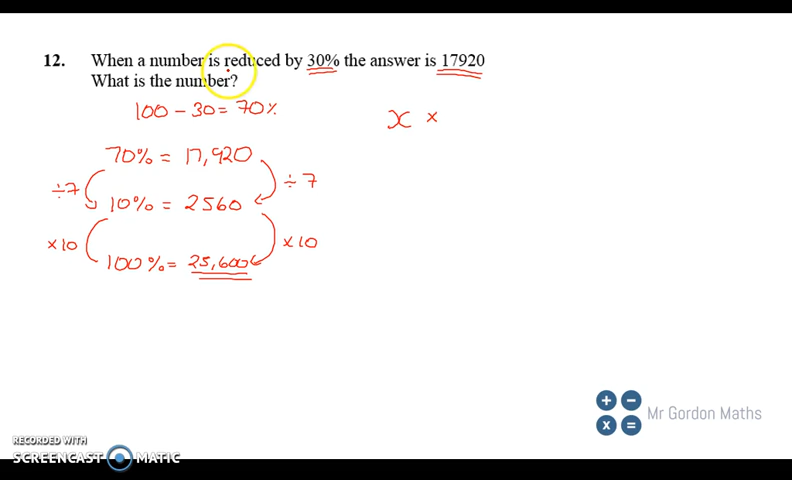 12. When a number is reduced by 30% the answer is 17920
What is the number?
100 - 30 = 70%
x ×
70% = 17,920
÷7 ÷7
10% = 2560
×10 ×10
100% = 25,600
Mr Gordon Maths
RECORDED WITH
SCREENCAST MATIC